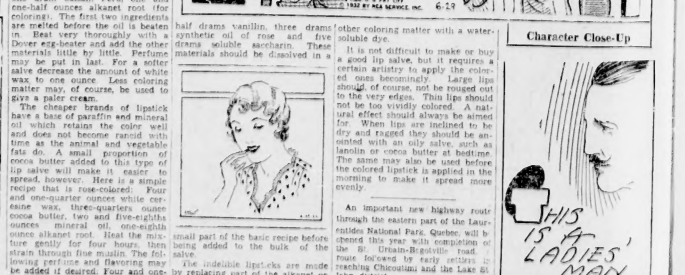 one-half ounces alkanet root (for
coloring). The first two ingredients
are melted before the oil is beaten
in. Beat very thoroughly with a
Dover egg-beater and add the other
materials little by little. Perfume
may be put in last. For a softer
salve decrease the amount of white
wax to one ounce. Less coloring
matter may, of course, be used to
give a paler cream.
The cheaper brands of lipstick
have a base of paraffin and mineral
oil which retains the color well
and does not become rancid with
time as the animal and vegetable
fats do. A small proportion of
cocoa butter added to this type of
lip salve will make it easier to
spread, however. Here is a simple
recipe that is rose-colored: Four
and one-quarter ounces white cer-
esine wax, three-quarters ounce
cocoa butter, two and five-eighths
ounces mineral oil, one-eighth
ounce alkanet root. Heat the mix-
ture gently for four hours, then
strain through fine muslin. The fol-
lowing perfume and flavoring may
be added if desired: Four and one-
half drams vanillin, three drams
synthetic oil of rose and five
drams soluble saccharin. These
materials should be dissolved in a
small part of the basic recipe before
being added to the bulk of the
salve.
The indelible lipsticks are made
by replacing part of the
BY NEA SERVICE, INC. 6-29
other coloring matter with a water-
soluble dye.
It is not difficult to make or buy
a good lip salve, but it requires a
certain artistry to apply the color-
ed ones becomingly. Large lips
should, of course, not be rouged out
to the very edges. Thin lips should
not be too vividly colored. A nat-
ural effect should always be aimed
for. When lips are inclined to be
dry and ragged they should be an-
ointed with an oily salve, such as
lanolin or cocoa butter at bedtime.
The same may also be used before
the colored lipstick is applied in the
morning to make it spread more
evenly.
An important new highway route
through the eastern part of the Laur-
entides National Park, Quebec, will be
opened this year with completion of
the St. Urbain-Bagotville road.
route followed by early settlers in
reaching Chicoutimi and the Lake St.
Character Close-Up
THIS
IS A
LADIES'
MAN